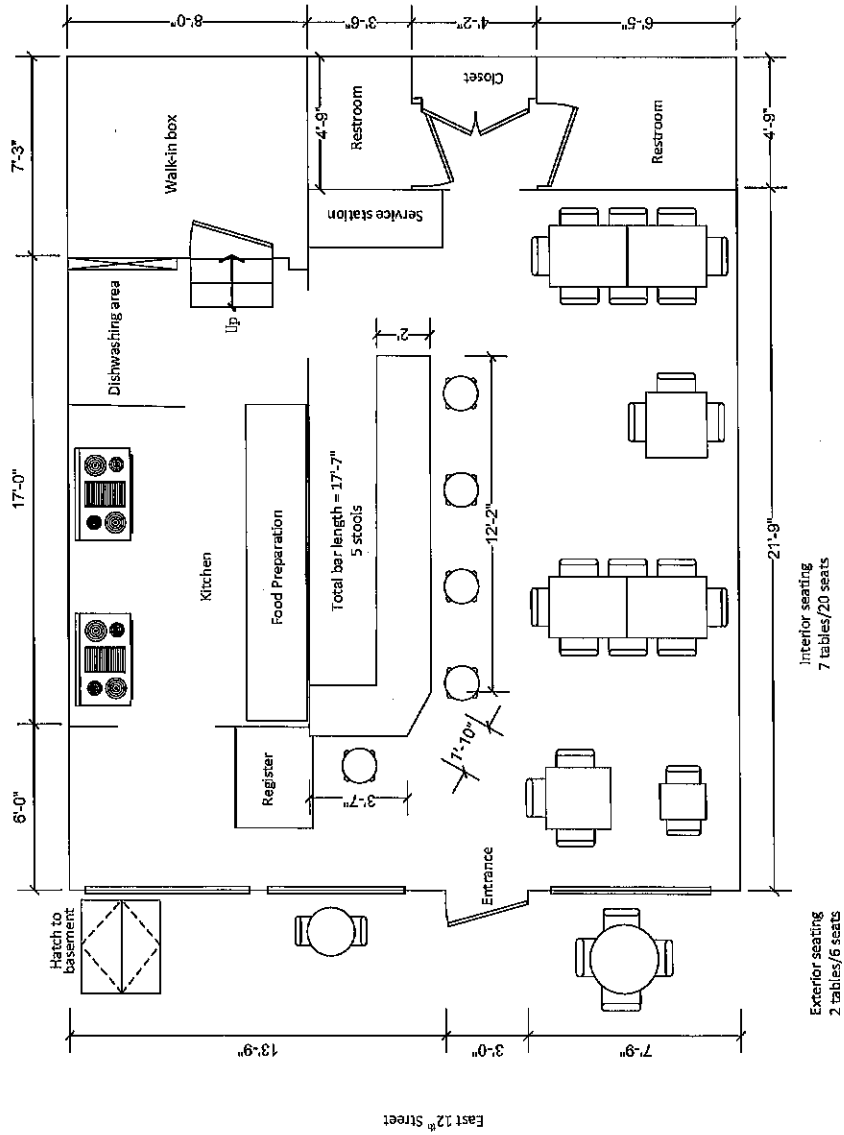 7'-3"
17'-0"
6'-0"
8'-0"
3'-6"
4'-2"
6'-5"
Walk-in box
Restroom
4'-9"
Closet
Restroom
4'-9"
Service station
Dishwashing area
Up
2'
Kitchen
Food Preparation
Total bar length = 17'-7"
5 stools
12'-2"
21'-9"
Register
3'-7"
1'-10"
Entrance
Hatch to
basement
13'-9"
3'-0"
7'-9"
Interior seating
7 tables/20 seats
Exterior seating
2 tables/6 seats
East 12th Street